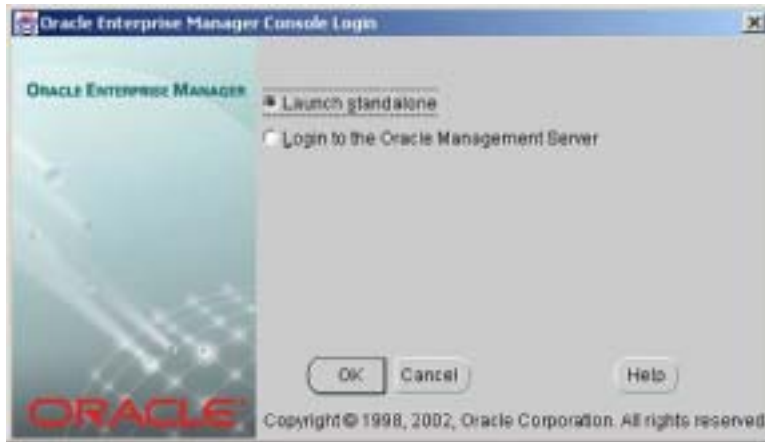 Oracle Enterprise Manager Console Login
ORACLE ENTERPRISE MANAGER
Launch standalone
Login to the Oracle Management Server
OK
Cancel
Help
ORACLE
Copyright © 1998, 2002, Oracle Corporation. All rights reserved